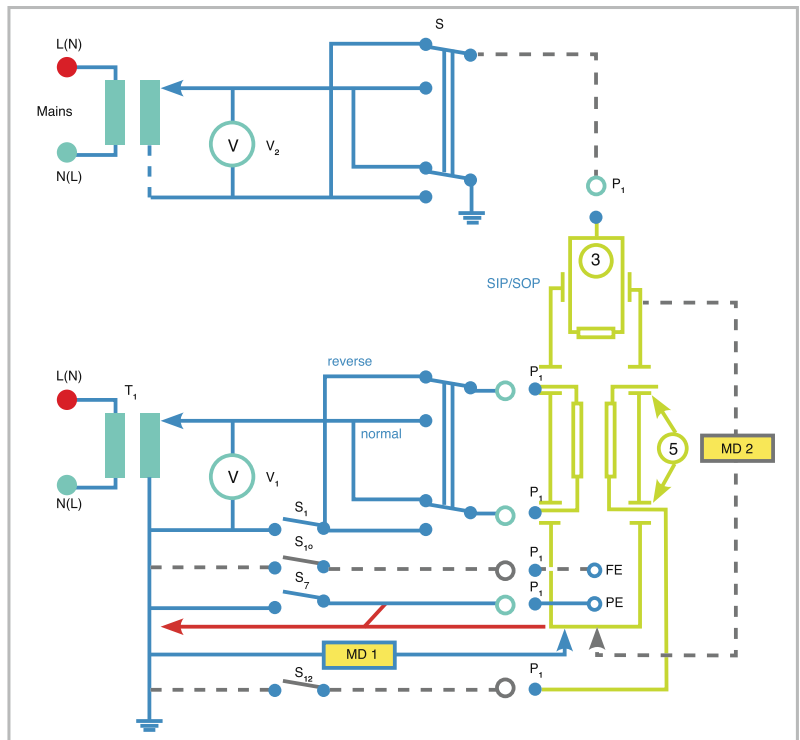 S
L(N)
Mains
V
V₂
N(L)
P₁
3
SIP/SOP
reverse
L(N)
T₁
P₁
normal
5
MD 2
V
V₁
N(L)
P₁
S₁
S₁₀
P₁
FE
S₇
P₁
PE
MD 1
S₁₂
P₁